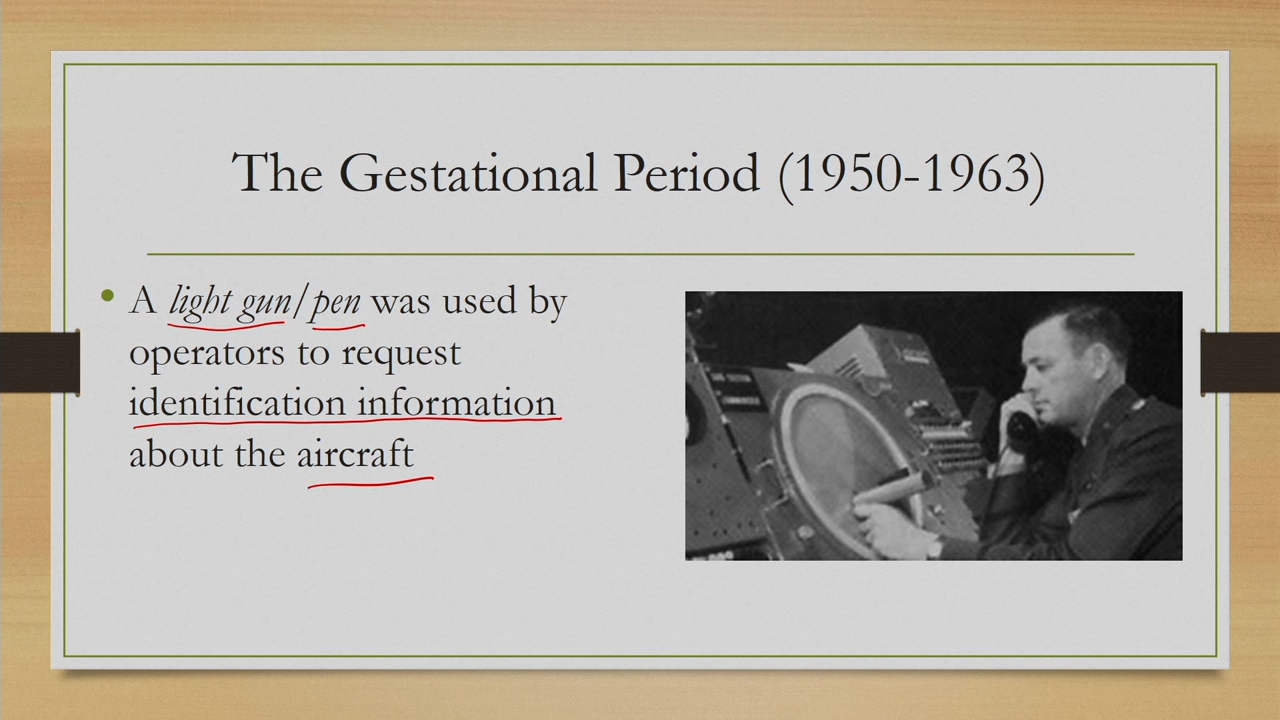 The Gestational Period (1950-1963)
• A light gun/pen was used by
operators to request
identification information
about the aircraft